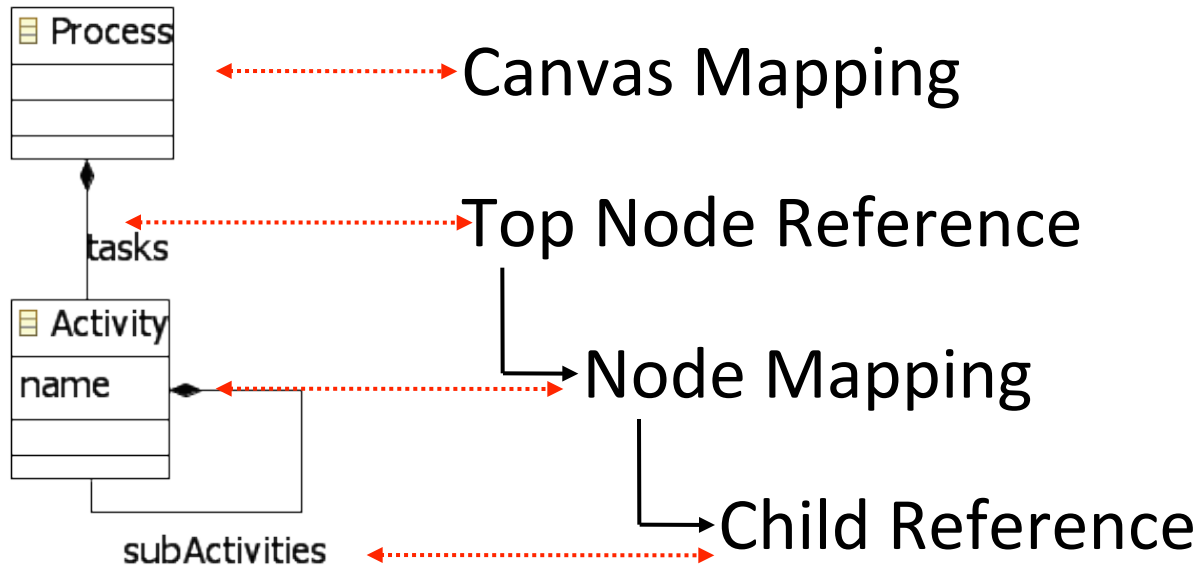 Process
Canvas Mapping
Top Node Reference
tasks
Activity
name
Node Mapping
Child Reference
subActivities